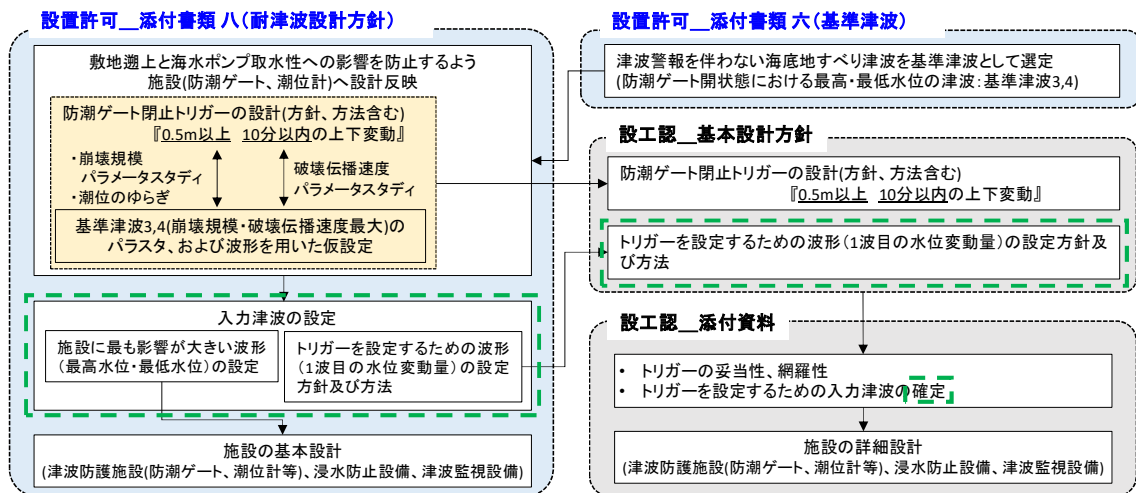 設置許可__添付書類 八(耐津波設計方針)
敷地遡上と海水ポンプ取水性への影響を防止するよう
施設(防潮ゲート、潮位計)へ設計反映
防潮ゲート閉止トリガーの設計(方針、方法含む)
『0.5m以上 10分以内の上下変動』
・崩壊規模
パラメータスタディ
・潮位のゆらぎ
破壊伝播速度
パラメータスタディ
基準津波3,4(崩壊規模・破壊伝播速度最大)の
パラスタ、および波形を用いた仮設定
入力津波の設定
施設に最も影響が大きい波形
(最高水位・最低水位)の設定
トリガーを設定するための波形
(1波目の水位変動量)の設定
方針及び方法
施設の基本設計
(津波防護施設(防潮ゲート、潮位計等)、浸水防止設備、津波監視設備)
設置許可__添付書類 六(基準津波)
津波警報を伴わない海底地すべり津波を基準津波として選定
(防潮ゲート開状態における最高・最低水位の津波:基準津波3,4)
設工認__基本設計方針
防潮ゲート閉止トリガーの設計(方針、方法含む)
『0.5m以上 10分以内の上下変動』
トリガーを設定するための波形(1波目の水位変動量)の設定方針及
び方法
設工認__添付資料
• トリガーの妥当性、網羅性
• トリガーを設定するための入力津波の確定
施設の詳細設計
(津波防護施設(防潮ゲート、潮位計等)、浸水防止設備、津波監視設備)